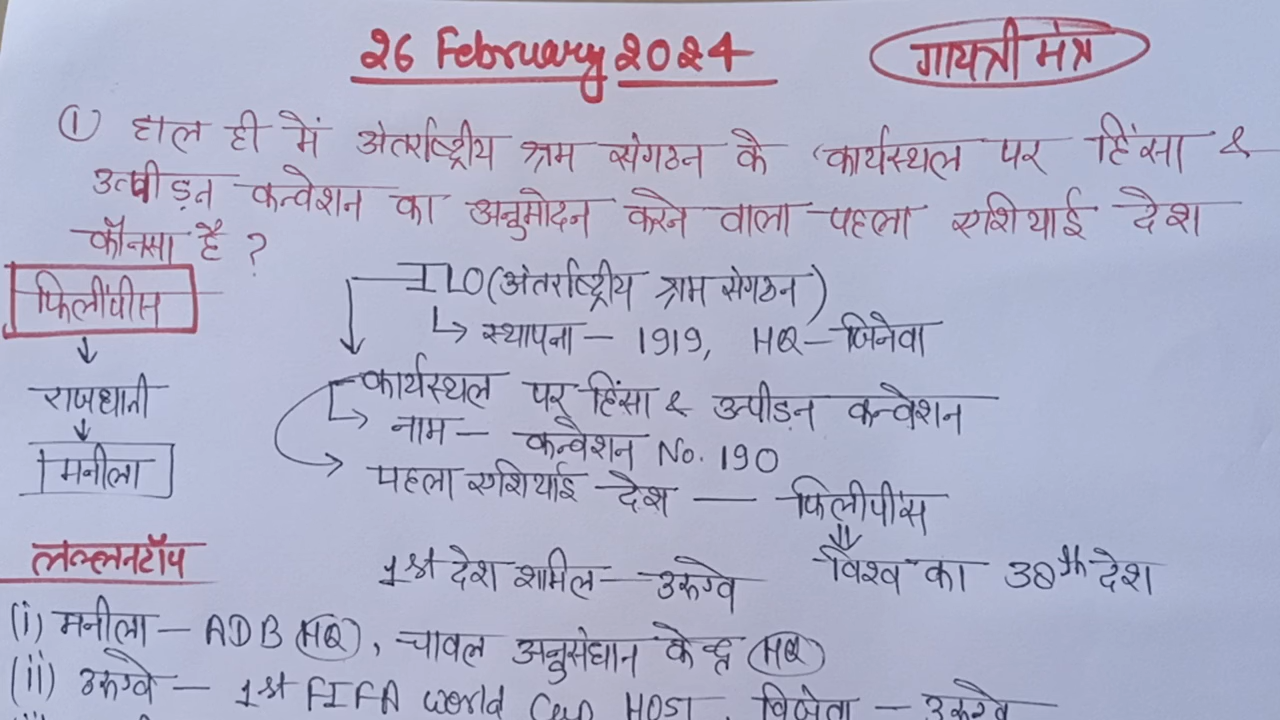 26 February 2024
गायत्री मंत्र
① हाल ही में अंतर्राष्ट्रीय श्रम संगठन के 'कार्यस्थल पर हिंसा &
उत्पीड़न कन्वेशन का अनुमोदन करने वाला पहला एशियाई देश
कौनसा है ?
फिलीपींस
राजधानी
मनीला
ILO (अंतर्राष्ट्रीय श्रम संगठन)
↳ स्थापना – 1919, HQ – जिनेवा
कार्यस्थल पर हिंसा & उत्पीड़न कन्वेशन
नाम – कन्वेशन No. 190
पहला एशियाई देश — फिलीपींस
1st देश शामिल – उरुग्वे
विश्व का 38th देश
लल्लनटॉप
(i) मनीला – ADB (HQ), चावल अनुसंधान केन्द्र (HQ)
(ii) उरुग्वे – 1st FIFA World Cup HOST, विजेता – उरुग्वे